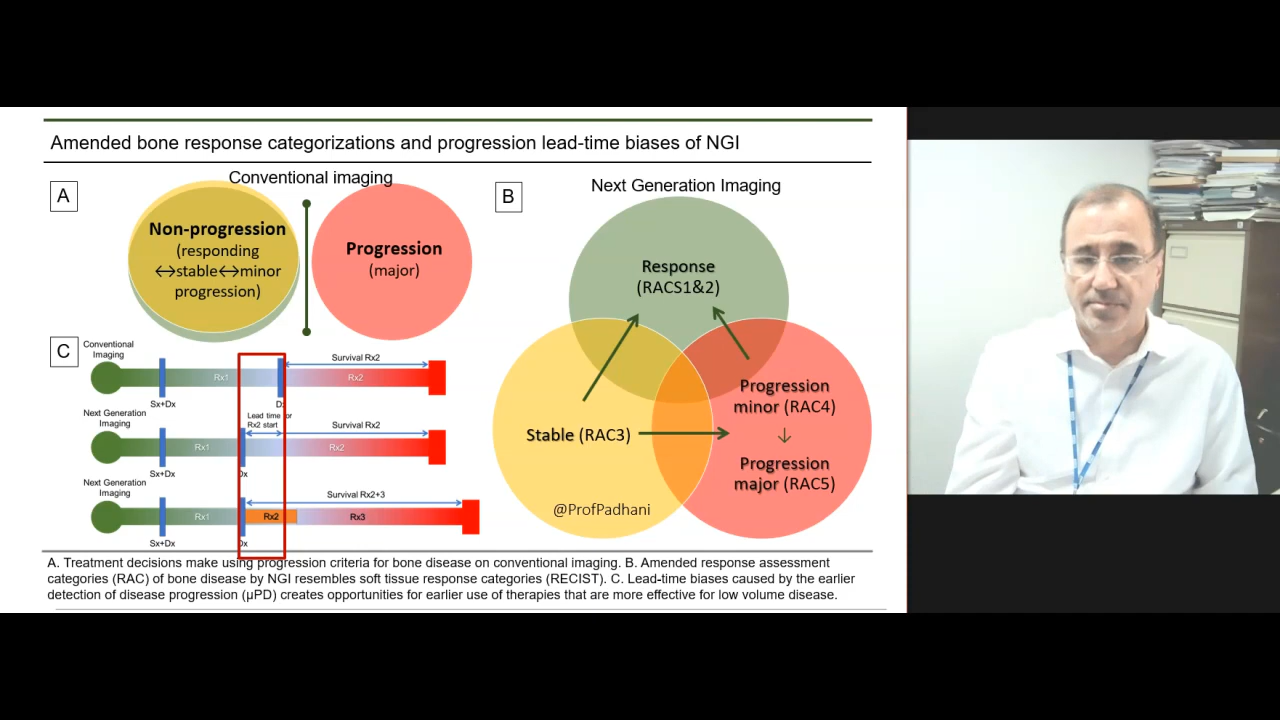 Amended bone response categorizations and progression lead-time biases of NGI
A
Conventional imaging
Non-progression
(responding
↔stable↔minor
progression)
Progression
(major)
B
Next Generation Imaging
Response
(RACS1&2)
Stable (RAC3)
Progression
minor (RAC4)
↓
Progression
major (RAC5)
@ProfPadhani
C
Conventional
Imaging
Rx1
Survival Rx2
Rx2
Sx+Dx
Dx
Next Generation
Imaging
Rx1
Lead time for
Rx2 start
Survival Rx2
Rx2
Sx+Dx
Dx
Next Generation
Imaging
Rx1
Survival Rx2+3
Rx2
Rx3
Sx+Dx
Dx
A. Treatment decisions make using progression criteria for bone disease on conventional imaging. B. Amended response assessment
categories (RAC) of bone disease by NGI resembles soft tissue response categories (RECIST). C. Lead-time biases caused by the earlier
detection of disease progression (µPD) creates opportunities for earlier use of therapies that are more effective for low volume disease.